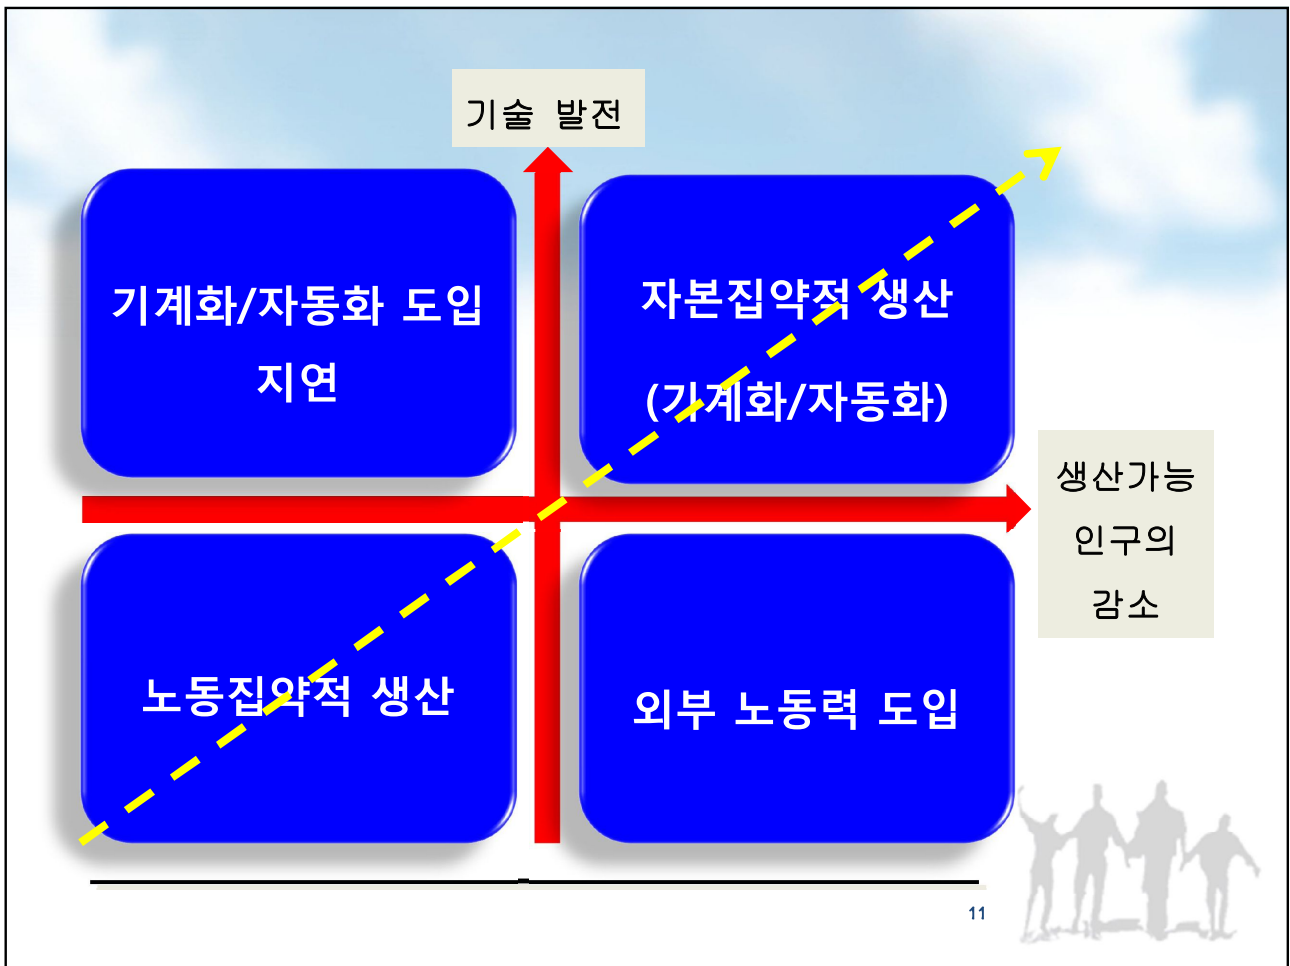 기술 발전
기계화/자동화 도입
지연
자본집약적 생산
(기계화/자동화)
생산가능
인구의
감소
노동집약적 생산
외부 노동력 도입
11